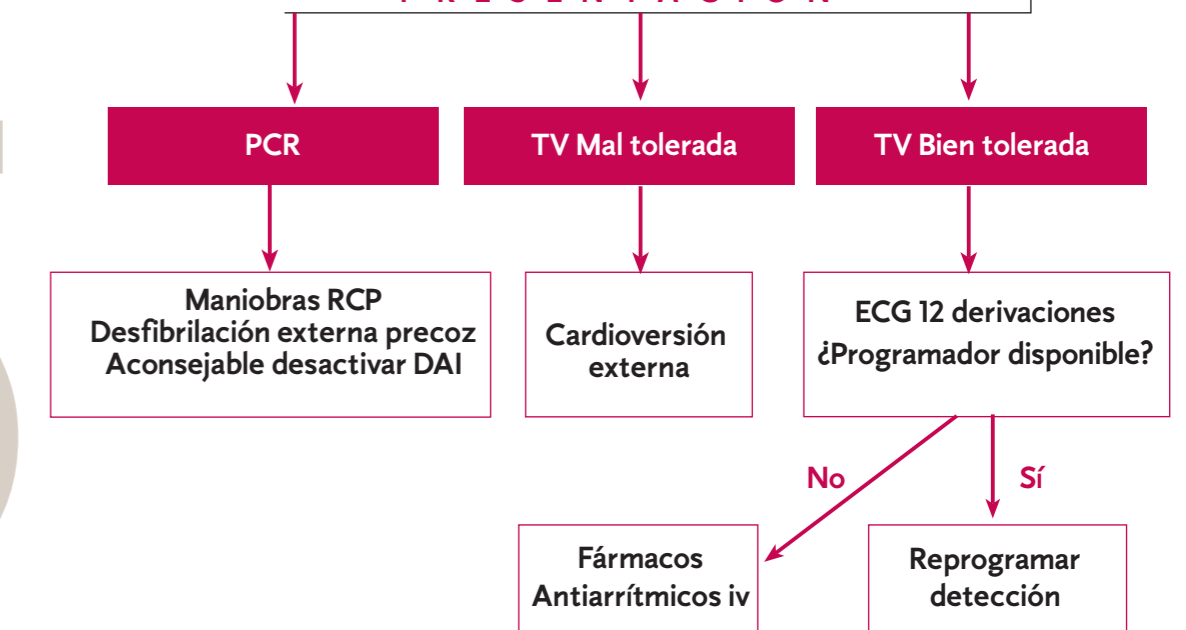 PCR
TV Mal tolerada
TV Bien tolerada
Maniobras RCP
Desfibrilación externa precoz
Aconsejable desactivar DAI
Cardioversión
externa
ECG 12 derivaciones
¿Programador disponible?
No
Sí
Fármacos
Antiarrítmicos iv
Reprogramar
detección